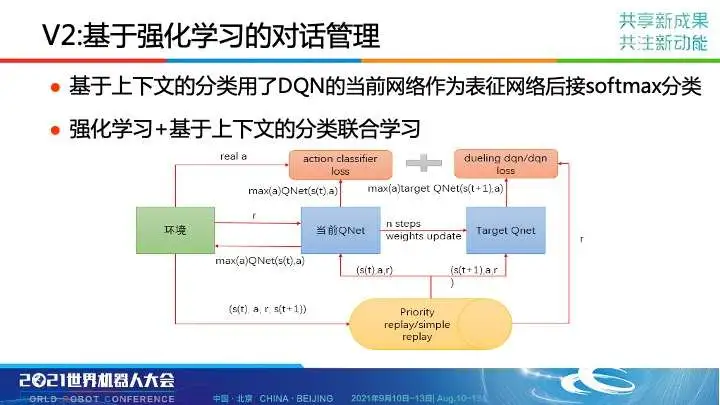 V2:基于强化学习的对话管理
共享新成果
共注新动能
● 基于上下文的分类用了DQN的当前网络作为表征网络后接softmax分类
● 强化学习+基于上下文的分类联合学习
real a
action classifier
loss
dueling dqn/dqn
loss
max(a)QNet(s(t),a)
max(a)target QNet(s(t+1),a)
环境
r
当前QNet
n steps
weights update
Target Qnet
r
max(a)QNet(s(t),a)
(s(t),a,r)
(s(t+1),a,r
)
(s(t), a, r, s(t+1))
Priority
replay/simple
replay
2021世界机器人大会
ORLD ROBOT CONFERENCE
中国·北京 CHINA·BEIJING 2021年9月10日-13日| Aug.10-13